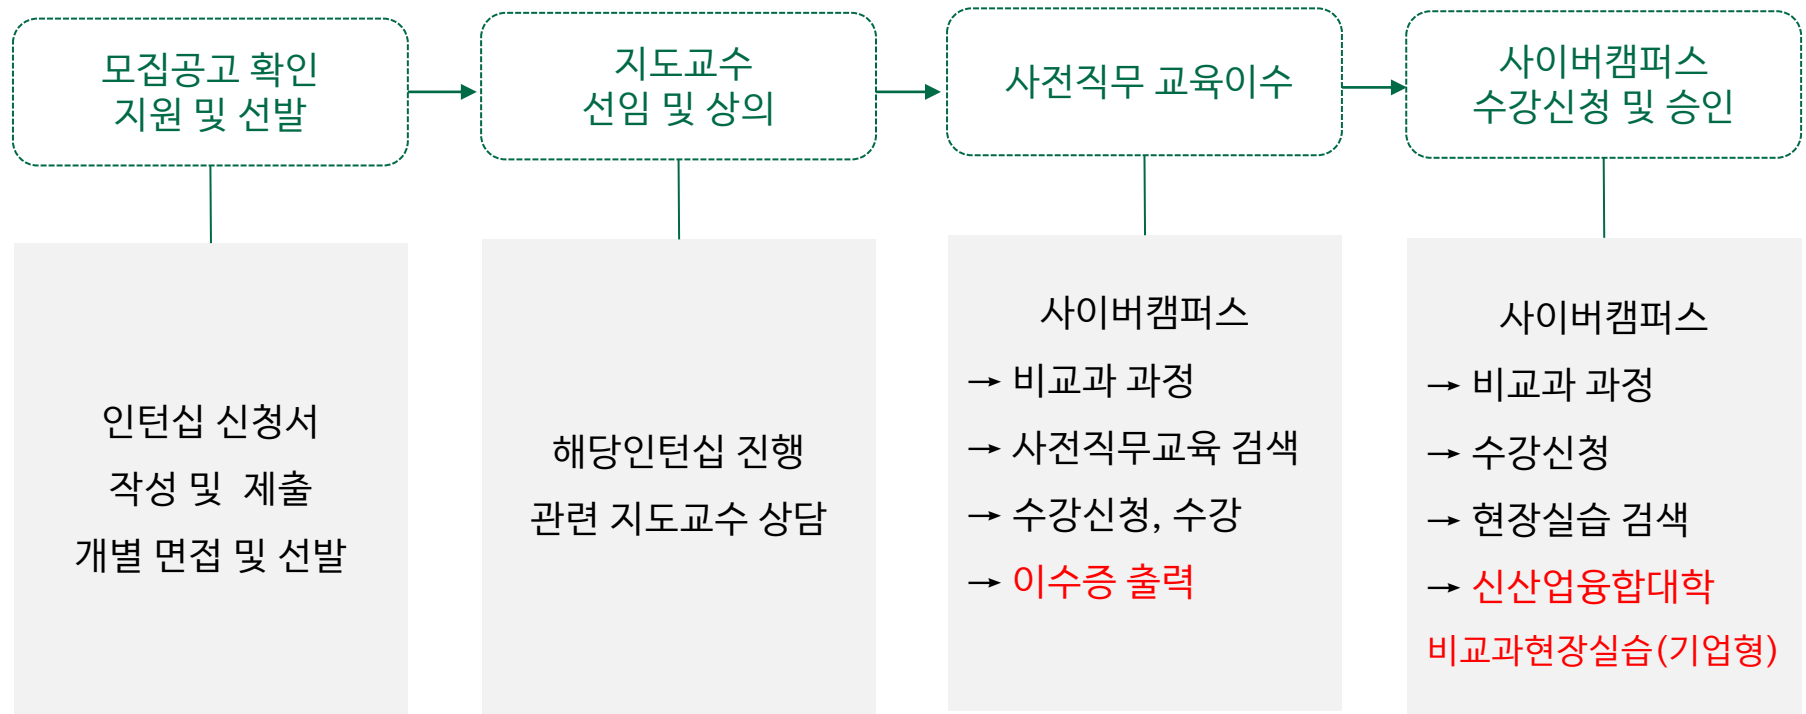 모집공고 확인
지원 및 선발
지도교수
선임 및 상의
사전직무 교육이수
사이버캠퍼스
수강신청 및 승인
인턴십 신청서
작성 및 제출
개별 면접 및 선발
해당인턴십 진행
관련 지도교수 상담
사이버캠퍼스
→ 비교과 과정
→ 사전직무교육 검색
→ 수강신청, 수강
→ 이수증 출력
사이버캠퍼스
→ 비교과 과정
→ 수강신청
→ 현장실습 검색
→ 신산업융합대학
비교과현장실습(기업형)